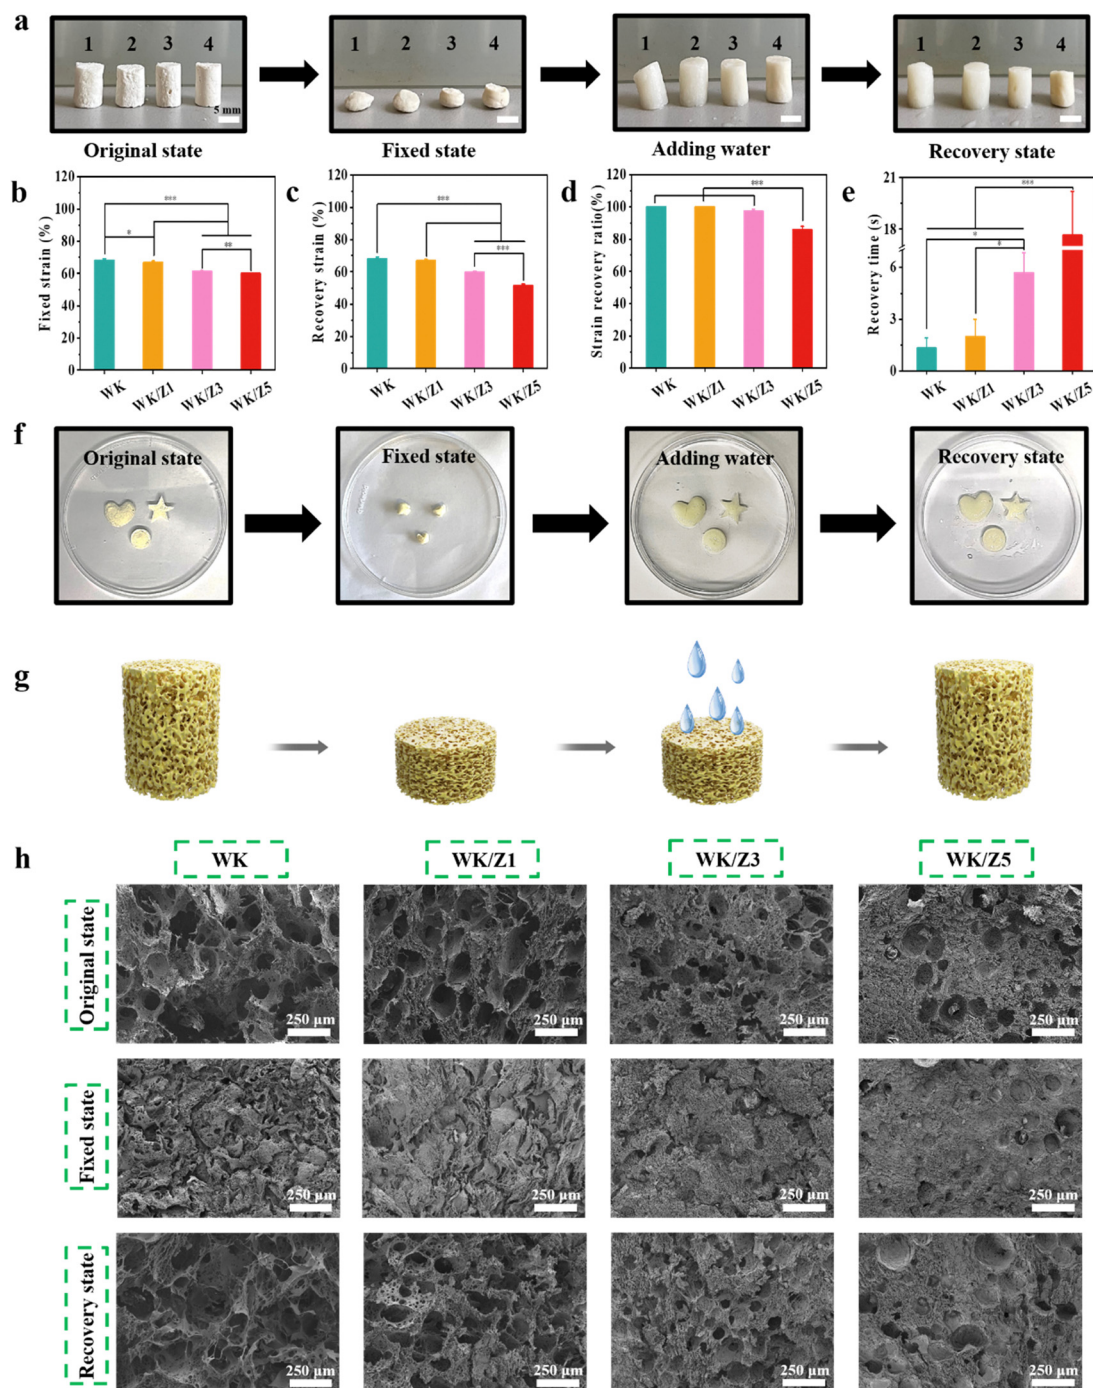 a
1 2 3 4
5 mm
1 2 3 4
1 2 3 4
1 2 3 4
Original state
Fixed state
Adding water
Recovery state
b
120
100
80
60
40
20
0
Fixed strain (%)
***
*
**
WK
WK/Z1
WK/Z3
WK/Z5
c
120
100
80
60
40
20
0
Recovery strain (%)
***
***
WK
WK/Z1
WK/Z3
WK/Z5
d
120
100
80
60
40
20
0
Strain recovery ratio(%)
***
WK
WK/Z1
WK/Z3
WK/Z5
e
21
18
6
3
0
Recovery time (s)
***
*
*
WK
WK/Z1
WK/Z3
WK/Z5
f
Original state
Fixed state
Adding water
Recovery state
g
h
WK
WK/Z1
WK/Z3
WK/Z5
Original state
250 μm
250 μm
250 μm
250 μm
Fixed state
250 μm
250 μm
250 μm
250 μm
Recovery state
250 μm
250 μm
250 μm
250 μm